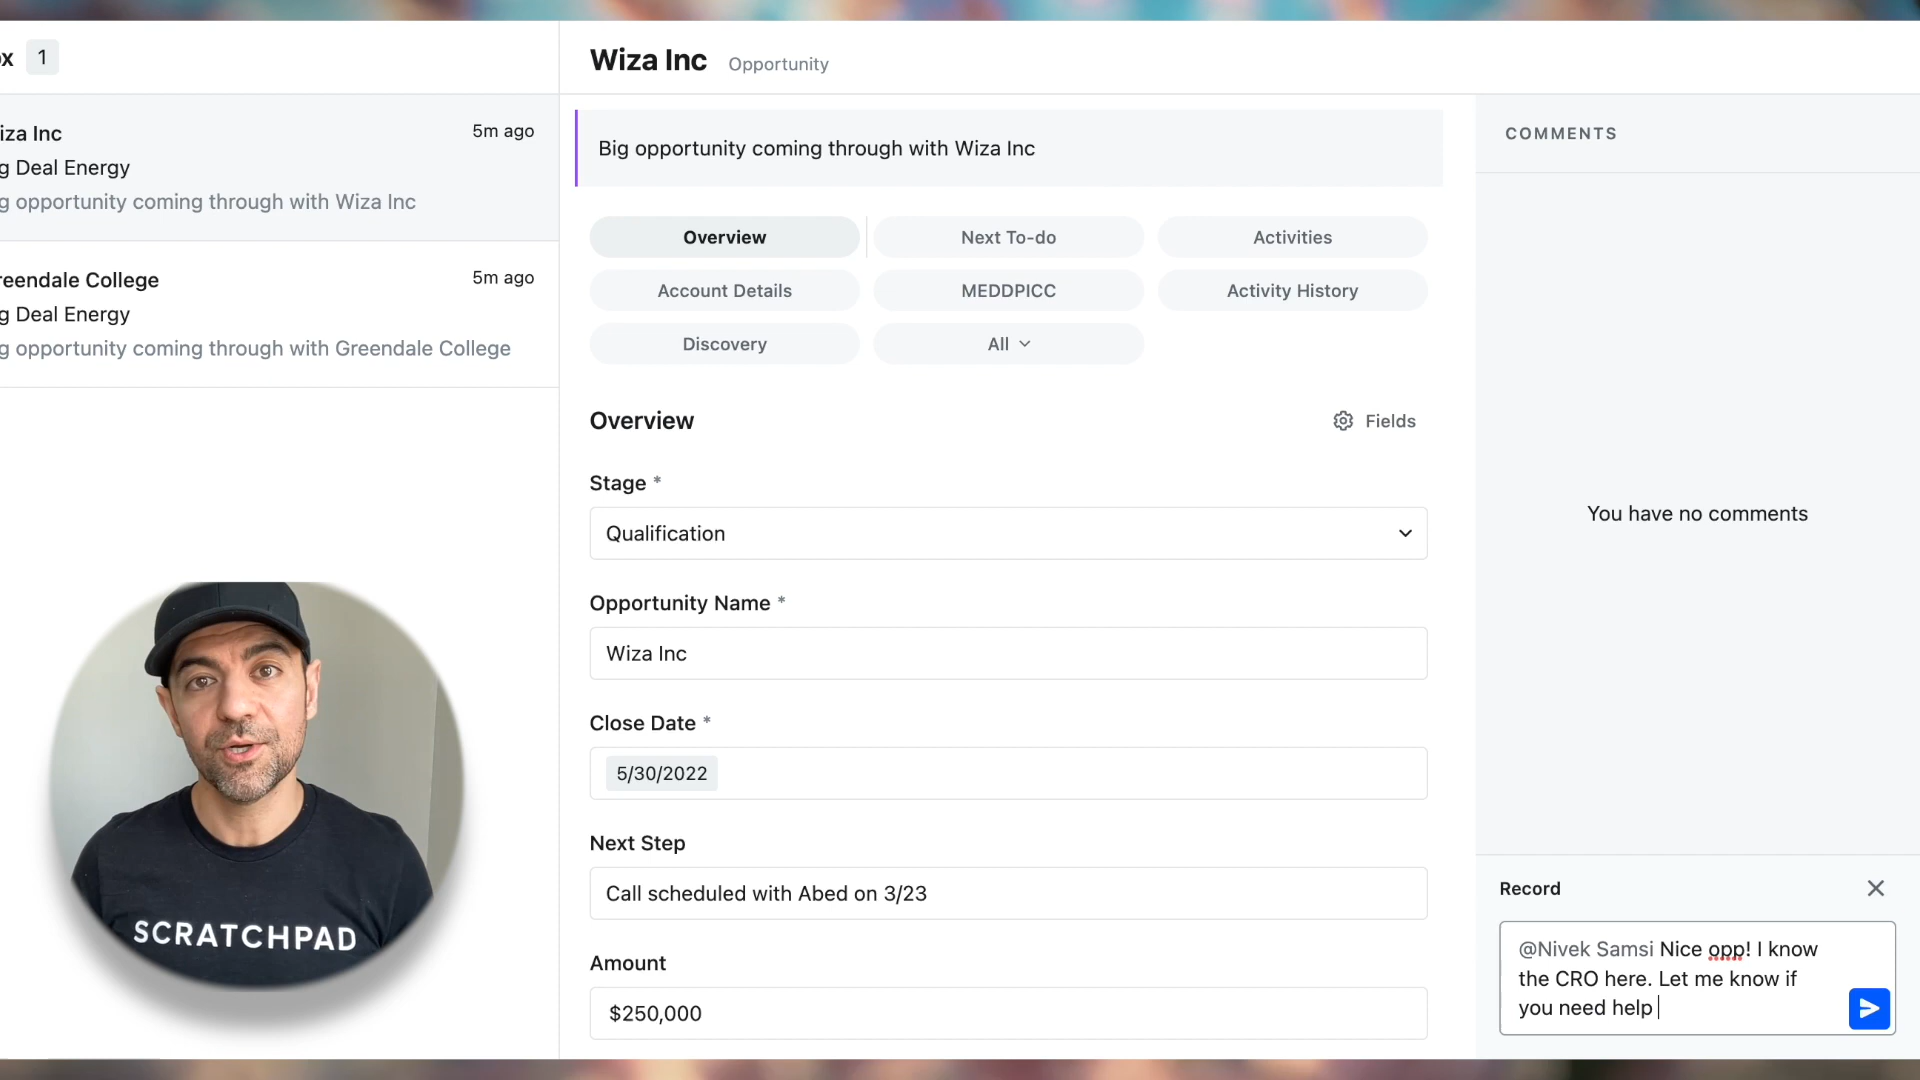 ox 1
iza Inc 5m ago
g Deal Energy
g opportunity coming through with Wiza Inc
reendale College 5m ago
g Deal Energy
g opportunity coming through with Greendale College
SCRATCHPAD
Wiza Inc Opportunity
Big opportunity coming through with Wiza Inc
Overview Next To-do Activities
Account Details MEDDPICC Activity History
Discovery All
Overview Fields
Stage *
Qualification
Opportunity Name *
Wiza Inc
Close Date *
5/30/2022
Next Step
Call scheduled with Abed on 3/23
Amount
$250,000
COMMENTS
You have no comments
Record
@Nivek Samsi Nice opp! I know
the CRO here. Let me know if
you need help